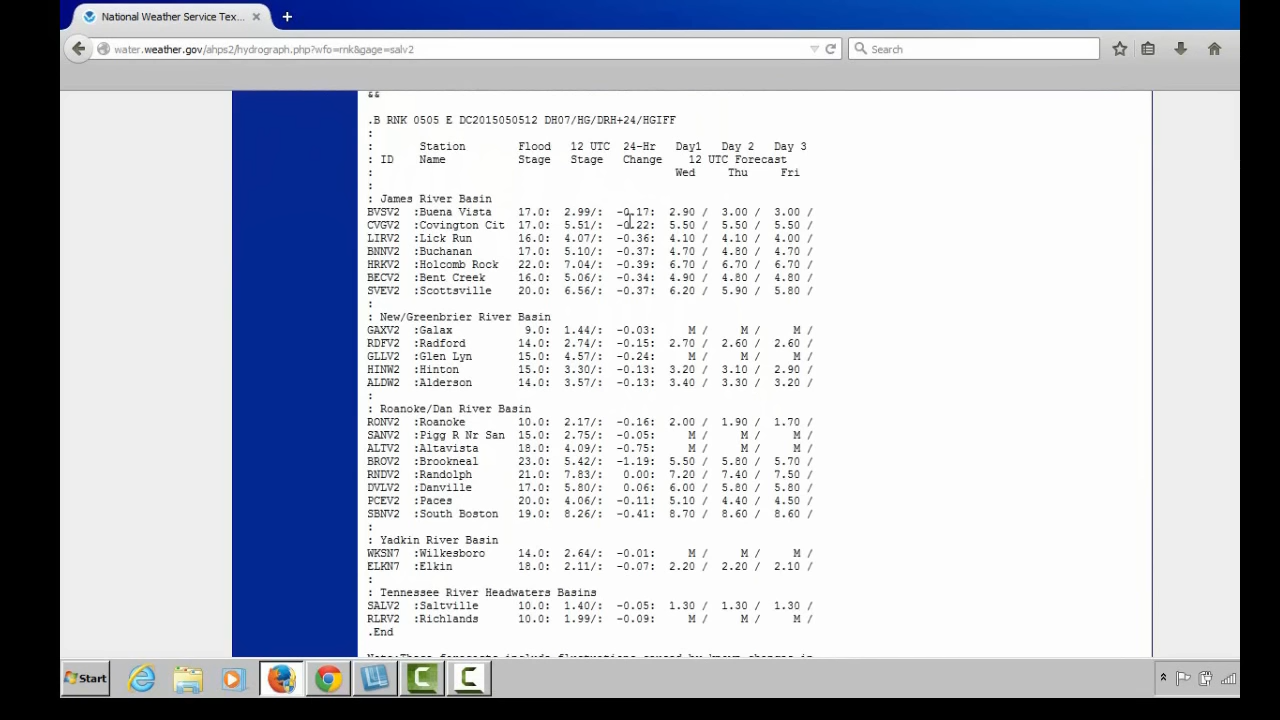 National Weather Service Tex...
water.weather.gov/ahps2/hydrograph.php?wfo=rnk&gage=salv2
Search
&&
.B RNK 0505 E DC2015050512 DH07/HG/DRH+24/HGIFF
:
:        Station        Flood   12 UTC  24-Hr   Day1   Day 2   Day 3
: ID    Name           Stage   Stage   Change    12 UTC Forecast
:                                               Wed     Thu     Fri
:
: James River Basin
BVSV2  :Buena Vista    17.0:  2.99/:  -0.17:  2.90 /  3.00 /  3.00 /
CVGV2  :Covington Cit  17.0:  5.51/:  -0.22:  5.50 /  5.50 /  5.50 /
LIRV2  :Lick Run       16.0:  4.07/:  -0.36:  4.10 /  4.10 /  4.00 /
BNNV2  :Buchanan       17.0:  5.10/:  -0.37:  4.70 /  4.80 /  4.70 /
HRKV2  :Holcomb Rock   22.0:  7.04/:  -0.39:  6.70 /  6.70 /  6.70 /
BECV2  :Bent Creek     16.0:  5.06/:  -0.34:  4.90 /  4.80 /  4.80 /
SVEV2  :Scottsville    20.0:  6.56/:  -0.37:  6.20 /  5.90 /  5.80 /
:
: New/Greenbrier River Basin
GAXV2  :Galax           9.0:  1.44/:  -0.03:     M /     M /     M /
RDFV2  :Radford        14.0:  2.74/:  -0.15:  2.70 /  2.60 /  2.60 /
GLLV2  :Glen Lyn       15.0:  4.57/:  -0.24:     M /     M /     M /
HINW2  :Hinton         15.0:  3.30/:  -0.13:  3.20 /  3.10 /  2.90 /
ALDW2  :Alderson       14.0:  3.57/:  -0.13:  3.40 /  3.30 /  3.20 /
:
: Roanoke/Dan River Basin
RONV2  :Roanoke        10.0:  2.17/:  -0.16:  2.00 /  1.90 /  1.70 /
SANV2  :Pigg R Nr San  15.0:  2.75/:  -0.05:     M /     M /     M /
ALTV2  :Altavista      18.0:  4.09/:  -0.75:     M /     M /     M /
BROV2  :Brookneal      23.0:  5.42/:  -1.19:  5.50 /  5.80 /  5.70 /
RNDV2  :Randolph       21.0:  7.83/:   0.00:  7.20 /  7.40 /  7.50 /
DVLV2  :Danville       17.0:  5.80/:   0.06:  6.00 /  5.80 /  5.80 /
PCEV2  :Paces          20.0:  4.06/:  -0.11:  5.10 /  4.40 /  4.50 /
SBNV2  :South Boston   19.0:  8.26/:  -0.41:  8.70 /  8.60 /  8.60 /
:
: Yadkin River Basin
WKSN7  :Wilkesboro     14.0:  2.64/:  -0.01:     M /     M /     M /
ELKN7  :Elkin          18.0:  2.11/:  -0.07:  2.20 /  2.20 /  2.10 /
:
: Tennessee River Headwaters Basins
SALV2  :Saltville      10.0:  1.40/:  -0.05:  1.30 /  1.30 /  1.30 /
RLRV2  :Richlands      10.0:  1.99/:  -0.09:     M /     M /     M /
.End
Note:These forecasts include fluctuations caused by known changes in
Start